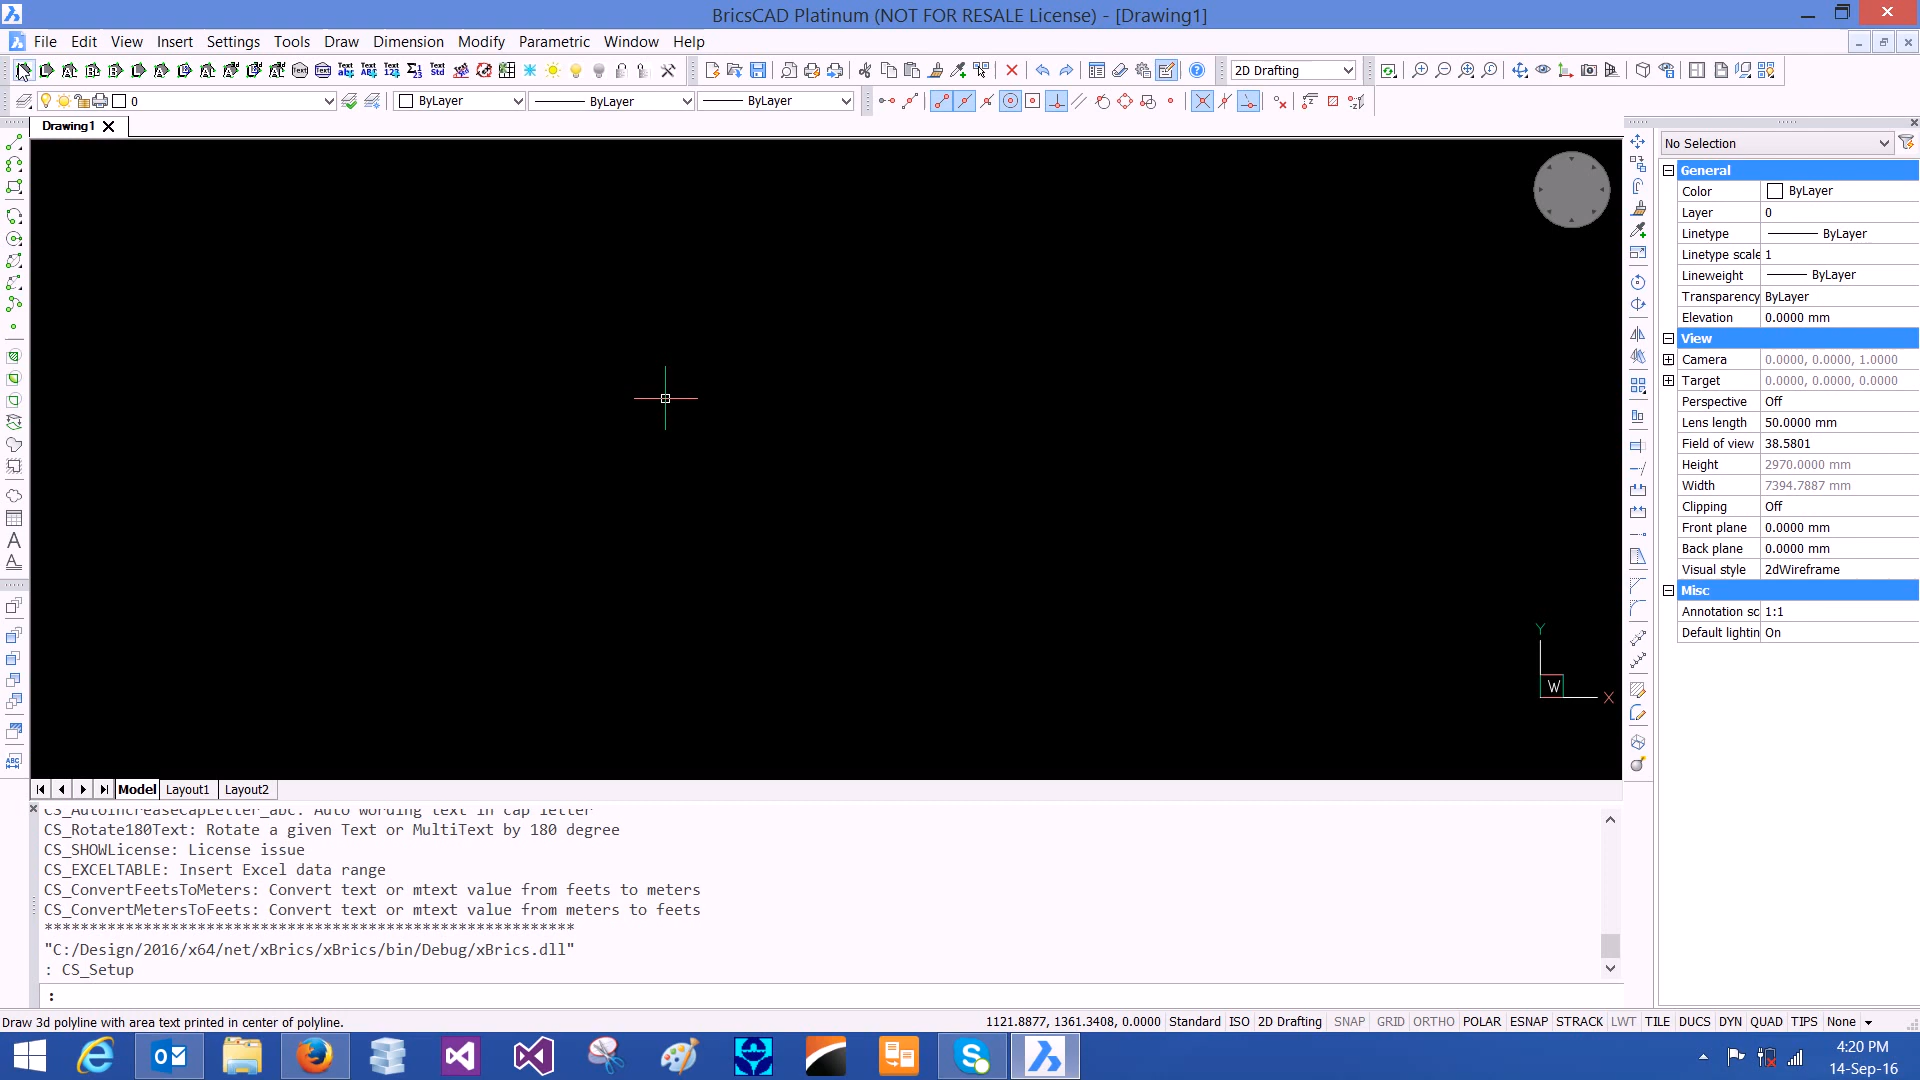 BricsCAD Platinum (NOT FOR RESALE License) - [Drawing1]
File Edit View Insert Settings Tools Draw Dimension Modify Parametric Window Help
2D Drafting
0 ByLayer ByLayer ByLayer
Drawing1
No Selection
General
Color ByLayer
Layer 0
Linetype ByLayer
Linetype scale 1
Lineweight ByLayer
Transparency ByLayer
Elevation 0.0000 mm
View
Camera 0.0000, 0.0000, 1.0000
Target 0.0000, 0.0000, 0.0000
Perspective Off
Lens length 50.0000 mm
Field of view 38.5801
Height 2970.0000 mm
Width 7394.7887 mm
Clipping Off
Front plane 0.0000 mm
Back plane 0.0000 mm
Visual style 2dWireframe
Misc
Annotation sc 1:1
Default lightin On
Y
W
X
Model Layout1 Layout2
CS_AutoIncreaseCapLetter_abc: Auto wording text in cap letter
CS_Rotate180Text: Rotate a given Text or MultiText by 180 degree
CS_SHOWLicense: License issue
CS_EXCELTABLE: Insert Excel data range
CS_ConvertFeetsToMeters: Convert text or mtext value from feets to meters
CS_ConvertMetersToFeets: Convert text or mtext value from meters to feets
***********************************************************
"C:/Design/2016/x64/net/xBrics/xBrics/bin/Debug/xBrics.dll"
: CS_Setup
:
Draw 3d polyline with area text printed in center of polyline.
1121.8877, 1361.3408, 0.0000 Standard ISO 2D Drafting SNAP GRID ORTHO POLAR ESNAP STRACK LWT TILE DUCS DYN QUAD TIPS None
4:20 PM
14-Sep-16